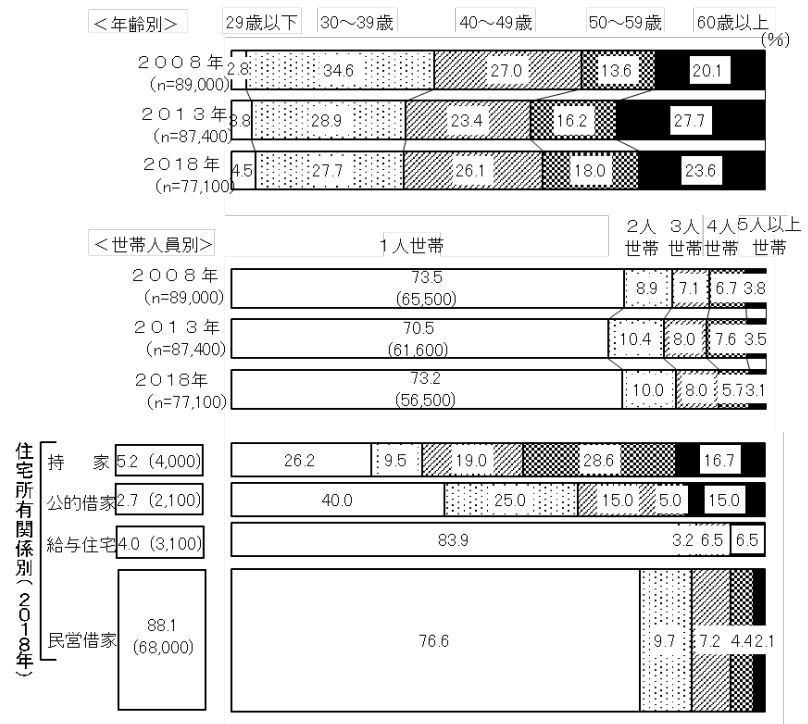 ＜年齢別＞ 29歳以下 30～39歳 40～49歳 50～59歳 60歳以上
(%)
２００８年 2.8 34.6 27.0 13.6 20.1
(n=89,000)
２０１３年 3.8 28.9 23.4 16.2 27.7
(n=87,400)
２０１８年 4.5 27.7 26.1 18.0 23.6
(n=77,100)
＜世帯人員別＞ １人世帯 ２人世帯 ３人世帯 ４人世帯 5人以上世帯
２００８年 73.5 (65,500) 8.9 7.1 6.7 3.8
(n=89,000)
２０１３年 70.5 (61,600) 10.4 8.0 7.6 3.5
(n=87,400)
２０１8年 73.2 (56,500) 10.0 8.0 5.7 3.1
(n=77,100)
住宅所有関係別（２０１８年）
持家 5.2 (4,000) 26.2 9.5 19.0 28.6 16.7
公的借家 2.7 (2,100) 40.0 25.0 15.0 5.0 15.0
給与住宅 4.0 (3,100) 83.9 3.2 6.5 6.5
民営借家 88.1 (68,000) 76.6 9.7 7.2 4.4 2.1